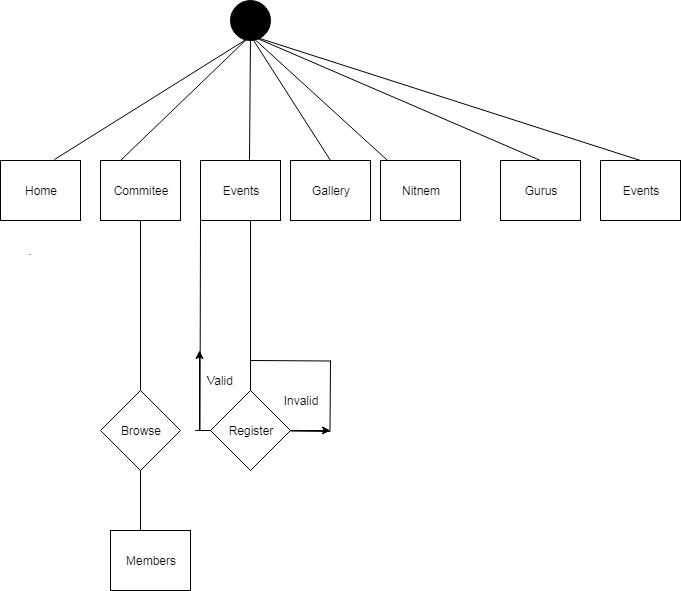 Home
Commitee
Events
Gallery
Nitnem
Gurus
Events
Valid
Invalid
Browse
Register
Members